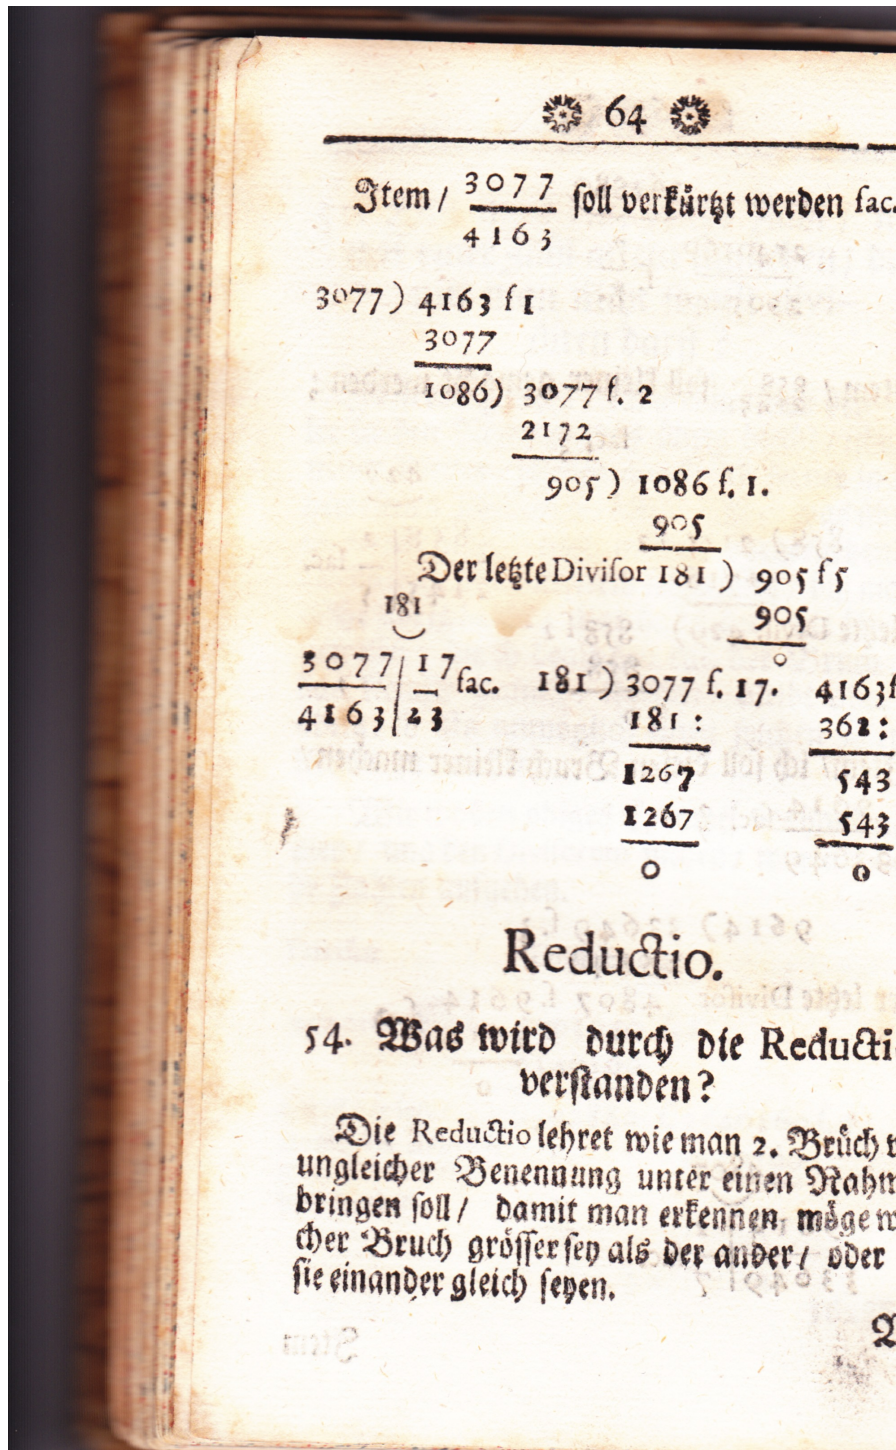 64
Item / 3077 soll verkürtzt werden fac.
4163
3077 ) 4163 f 1
3077
1086) 3077 f. 2
2172
905 ) 1086 f. 1.
905
Der letzte Divisor 181 ) 905 f 5
181 905
0
3077 | 17 fac. 181 ) 3077 f. 17. 4163 f
4163 | 23 181 : 362 :
1267 543
1267 543
0 0
Reductio.
54. Was wird durch die Reducti
verstanden?
Die Reductio lehret wie man 2. Brüch
ungleicher Benennung unter einen Nahm
bringen soll / damit man erkennen möge
cher Bruch grösser sey als der ander / oder
sie einander gleich seyen.